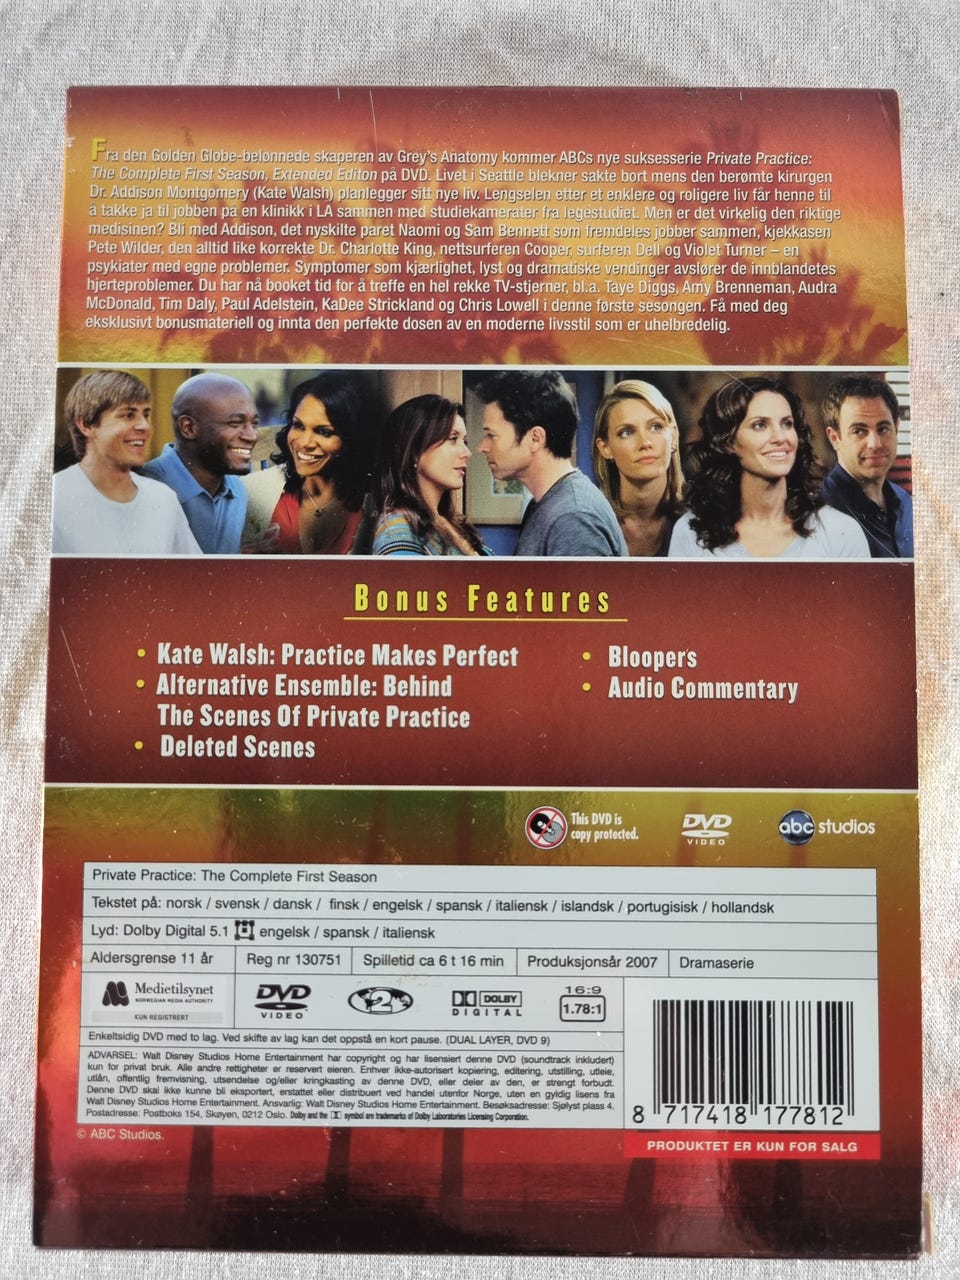 Fra den Golden Globe-belønnede skaperen av Grey's Anatomy kommer ABCs nye suksesserie Private Practice:
The Complete First Season, Extended Editon på DVD. Livet i Seattle blekner sakte bort mens den berømte kirurgen
Dr. Addison Montgomery (Kate Walsh) planlegger sitt nye liv. Lengselen etter et enklere og roligere liv får henne til
å takke ja til jobben på en klinikk i LA sammen med studiekamerater fra legestudiet. Men er det virkelig den riktige
medisinen? Bli med Addison, det nyskilte paret Naomi og Sam Bennett som fremdeles jobber sammen, kjekkasen
Pete Wilder, den alltid like korrekte Dr. Charlotte King, nettsurferen Cooper, surferen Dell og Violet Turner – en
psykiater med egne problemer. Symptomer som kjærlighet, lyst og dramatiske vendinger avslører de innblandetes
hjerteproblemer. Du har nå booket tid for å treffe en hel rekke TV-stjerner, bl.a. Taye Diggs, Amy Brenneman, Audra
McDonald, Tim Daly, Paul Adelstein, KaDee Strickland og Chris Lowell i denne første sesongen. Få med deg
eksklusivt bonusmateriell og innta den perfekte dosen av en moderne livsstil som er uhelbredelig.
Bonus Features
• Kate Walsh: Practice Makes Perfect
• Alternative Ensemble: Behind
The Scenes Of Private Practice
• Deleted Scenes
• Bloopers
• Audio Commentary
This DVD is
copy protected.
DVD
VIDEO
abc studios
Private Practice: The Complete First Season
Tekstet på: norsk / svensk / dansk / finsk / engelsk / spansk / italiensk / islandsk / portugisisk / hollandsk
Lyd: Dolby Digital 5.1 engelsk / spansk / italiensk
Aldersgrense 11 år Reg nr 130751 Spilletid ca 6 t 16 min Produksjonsår 2007 Dramaserie
Medietilsynet
NORWEGIAN MEDIA AUTHORITY
KUN REGISTRERT
DVD
VIDEO
2
DOLBY
DIGITAL
16:9
1.78:1
Enkeltsidig DVD med to lag. Ved skifte av lag kan det oppstå en kort pause. (DUAL LAYER, DVD 9)
ADVARSEL: Walt Disney Studios Home Entertainment har copyright og har lisensiert denne DVD (soundtrack inkludert)
kun for privat bruk. Alle andre rettigheter er reservert eieren. Enhver ikke-autorisert kopiering, editering, utstilling, utleie,
utlån, offentlig fremvisning, utsendelse og/eller kringkasting av denne DVD, eller deler av den, er strengt forbudt.
Denne DVD skal ikke kunne bli eksportert, erstattet eller distribuert ved handel utenfor Norge, uten en gyldig lisens fra
Walt Disney Studios Home Entertainment. Ansvarlig: Walt Disney Studios Home Entertainment. Besøksadresse: Sjølyst plass 4.
Postadresse: Postboks 154, Skøyen, 0212 Oslo. Dolby and the symbol are trademarks of Dolby Laboratories Licensing Corporation.
8 717418 177812
PRODUKTET ER KUN FOR SALG
© ABC Studios.